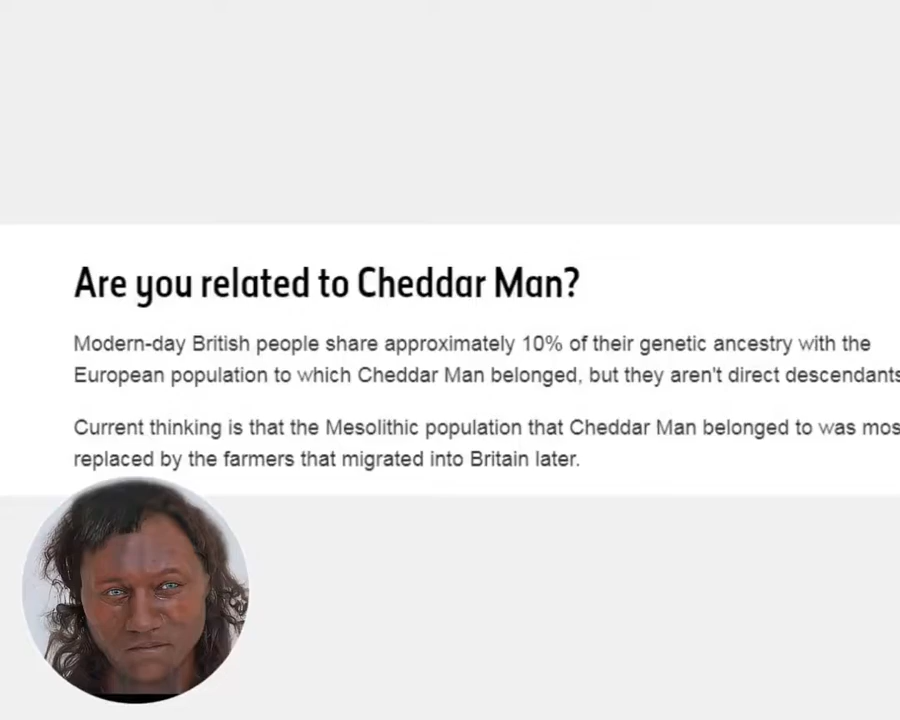 Are you related to Cheddar Man?
Modern-day British people share approximately 10% of their genetic ancestry with the
European population to which Cheddar Man belonged, but they aren't direct descendants
Current thinking is that the Mesolithic population that Cheddar Man belonged to was mos
replaced by the farmers that migrated into Britain later.